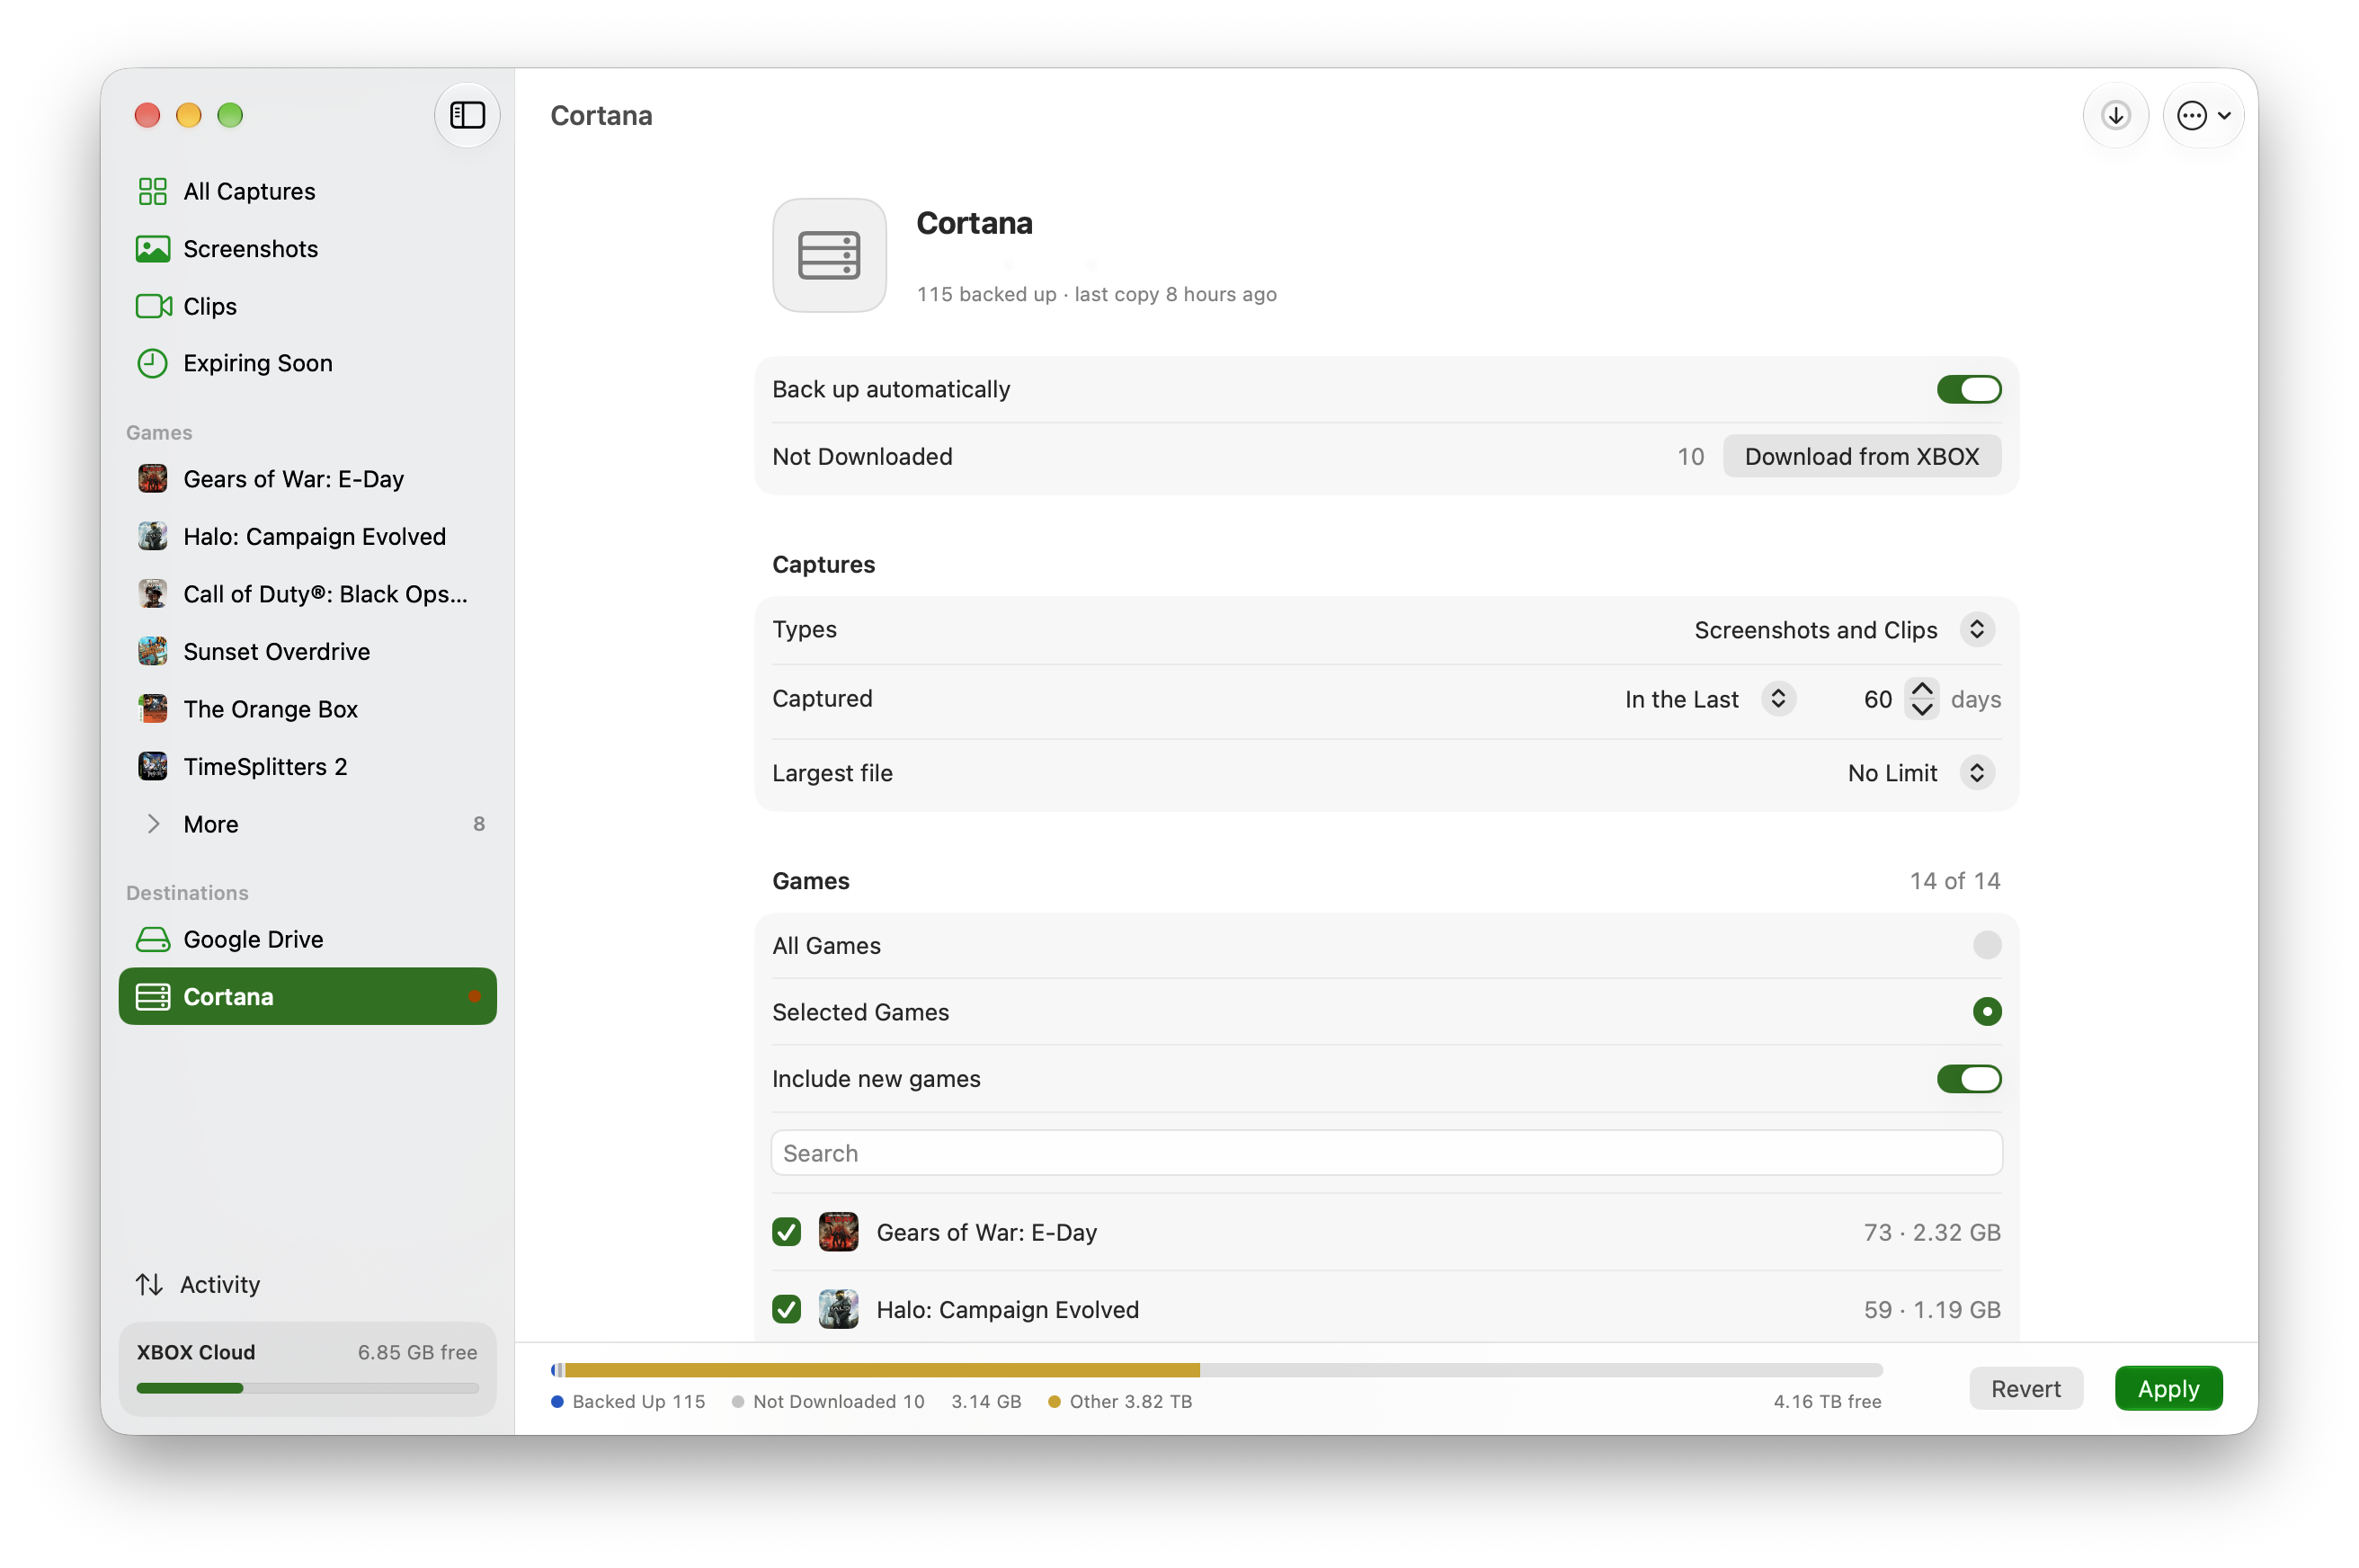 Cortana
All Captures
Screenshots
Clips
Expiring Soon
Games
Gears of War: E-Day
Halo: Campaign Evolved
Call of Duty®: Black Ops...
Sunset Overdrive
The Orange Box
TimeSplitters 2
More 8
Destinations
Google Drive
Cortana
Activity
XBOX Cloud 6.85 GB free
Cortana
115 backed up · last copy 8 hours ago
Back up automatically
Not Downloaded 10 Download from XBOX
Captures
Types Screenshots and Clips
Captured In the Last 60 days
Largest file No Limit
Games 14 of 14
All Games
Selected Games
Include new games
Search
Gears of War: E-Day 73 · 2.32 GB
Halo: Campaign Evolved 59 · 1.19 GB
Backed Up 115 Not Downloaded 10 3.14 GB Other 3.82 TB 4.16 TB free
Revert Apply